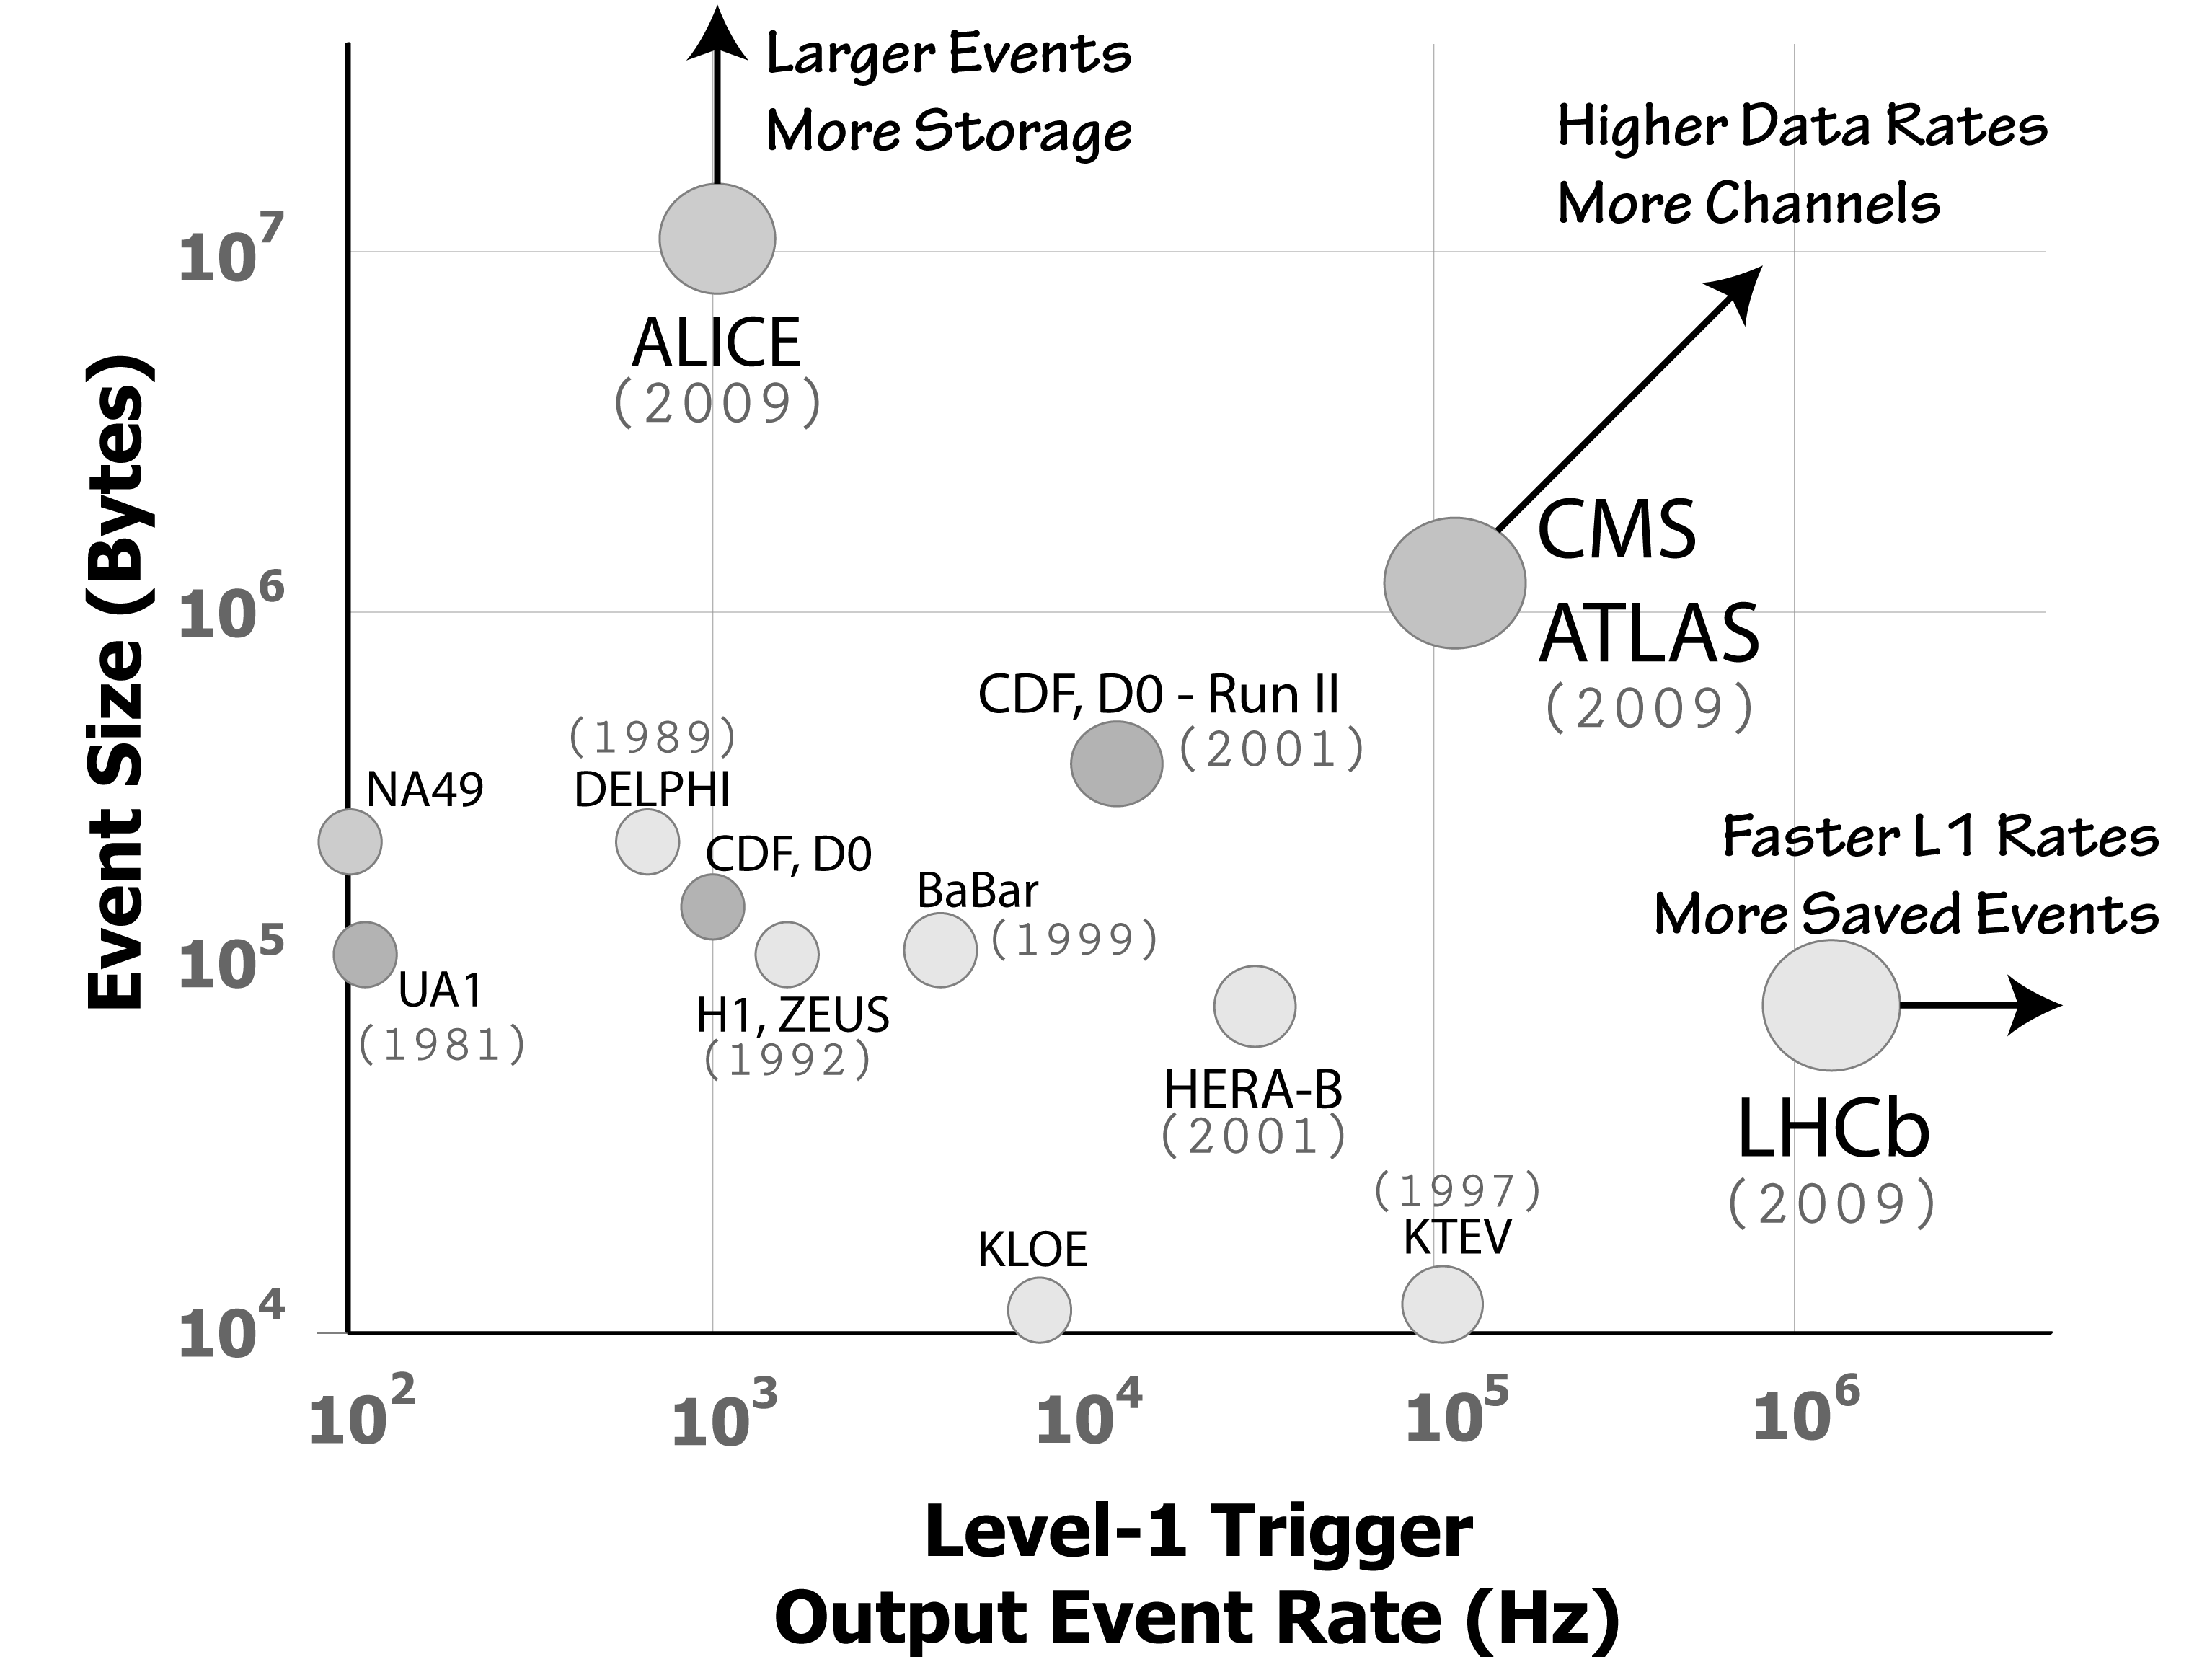 Larger Events
More Storage
Higher Data Rates
More Channels
10^7
ALICE
(2009)
Event Size (Bytes)
CMS
10^6
ATLAS
(2009)
CDF, D0 - Run II
(2001)
(1989)
DELPHI
NA49
CDF, D0
Faster L1 Rates
More Saved Events
BaBar
(1999)
10^5
UA1
(1981)
H1, ZEUS
(1992)
HERA-B
(2001)
LHCb
(2009)
(1997)
KTEV
KLOE
10^4
10^2
10^3
10^4
10^5
10^6
Level-1 Trigger
Output Event Rate (Hz)